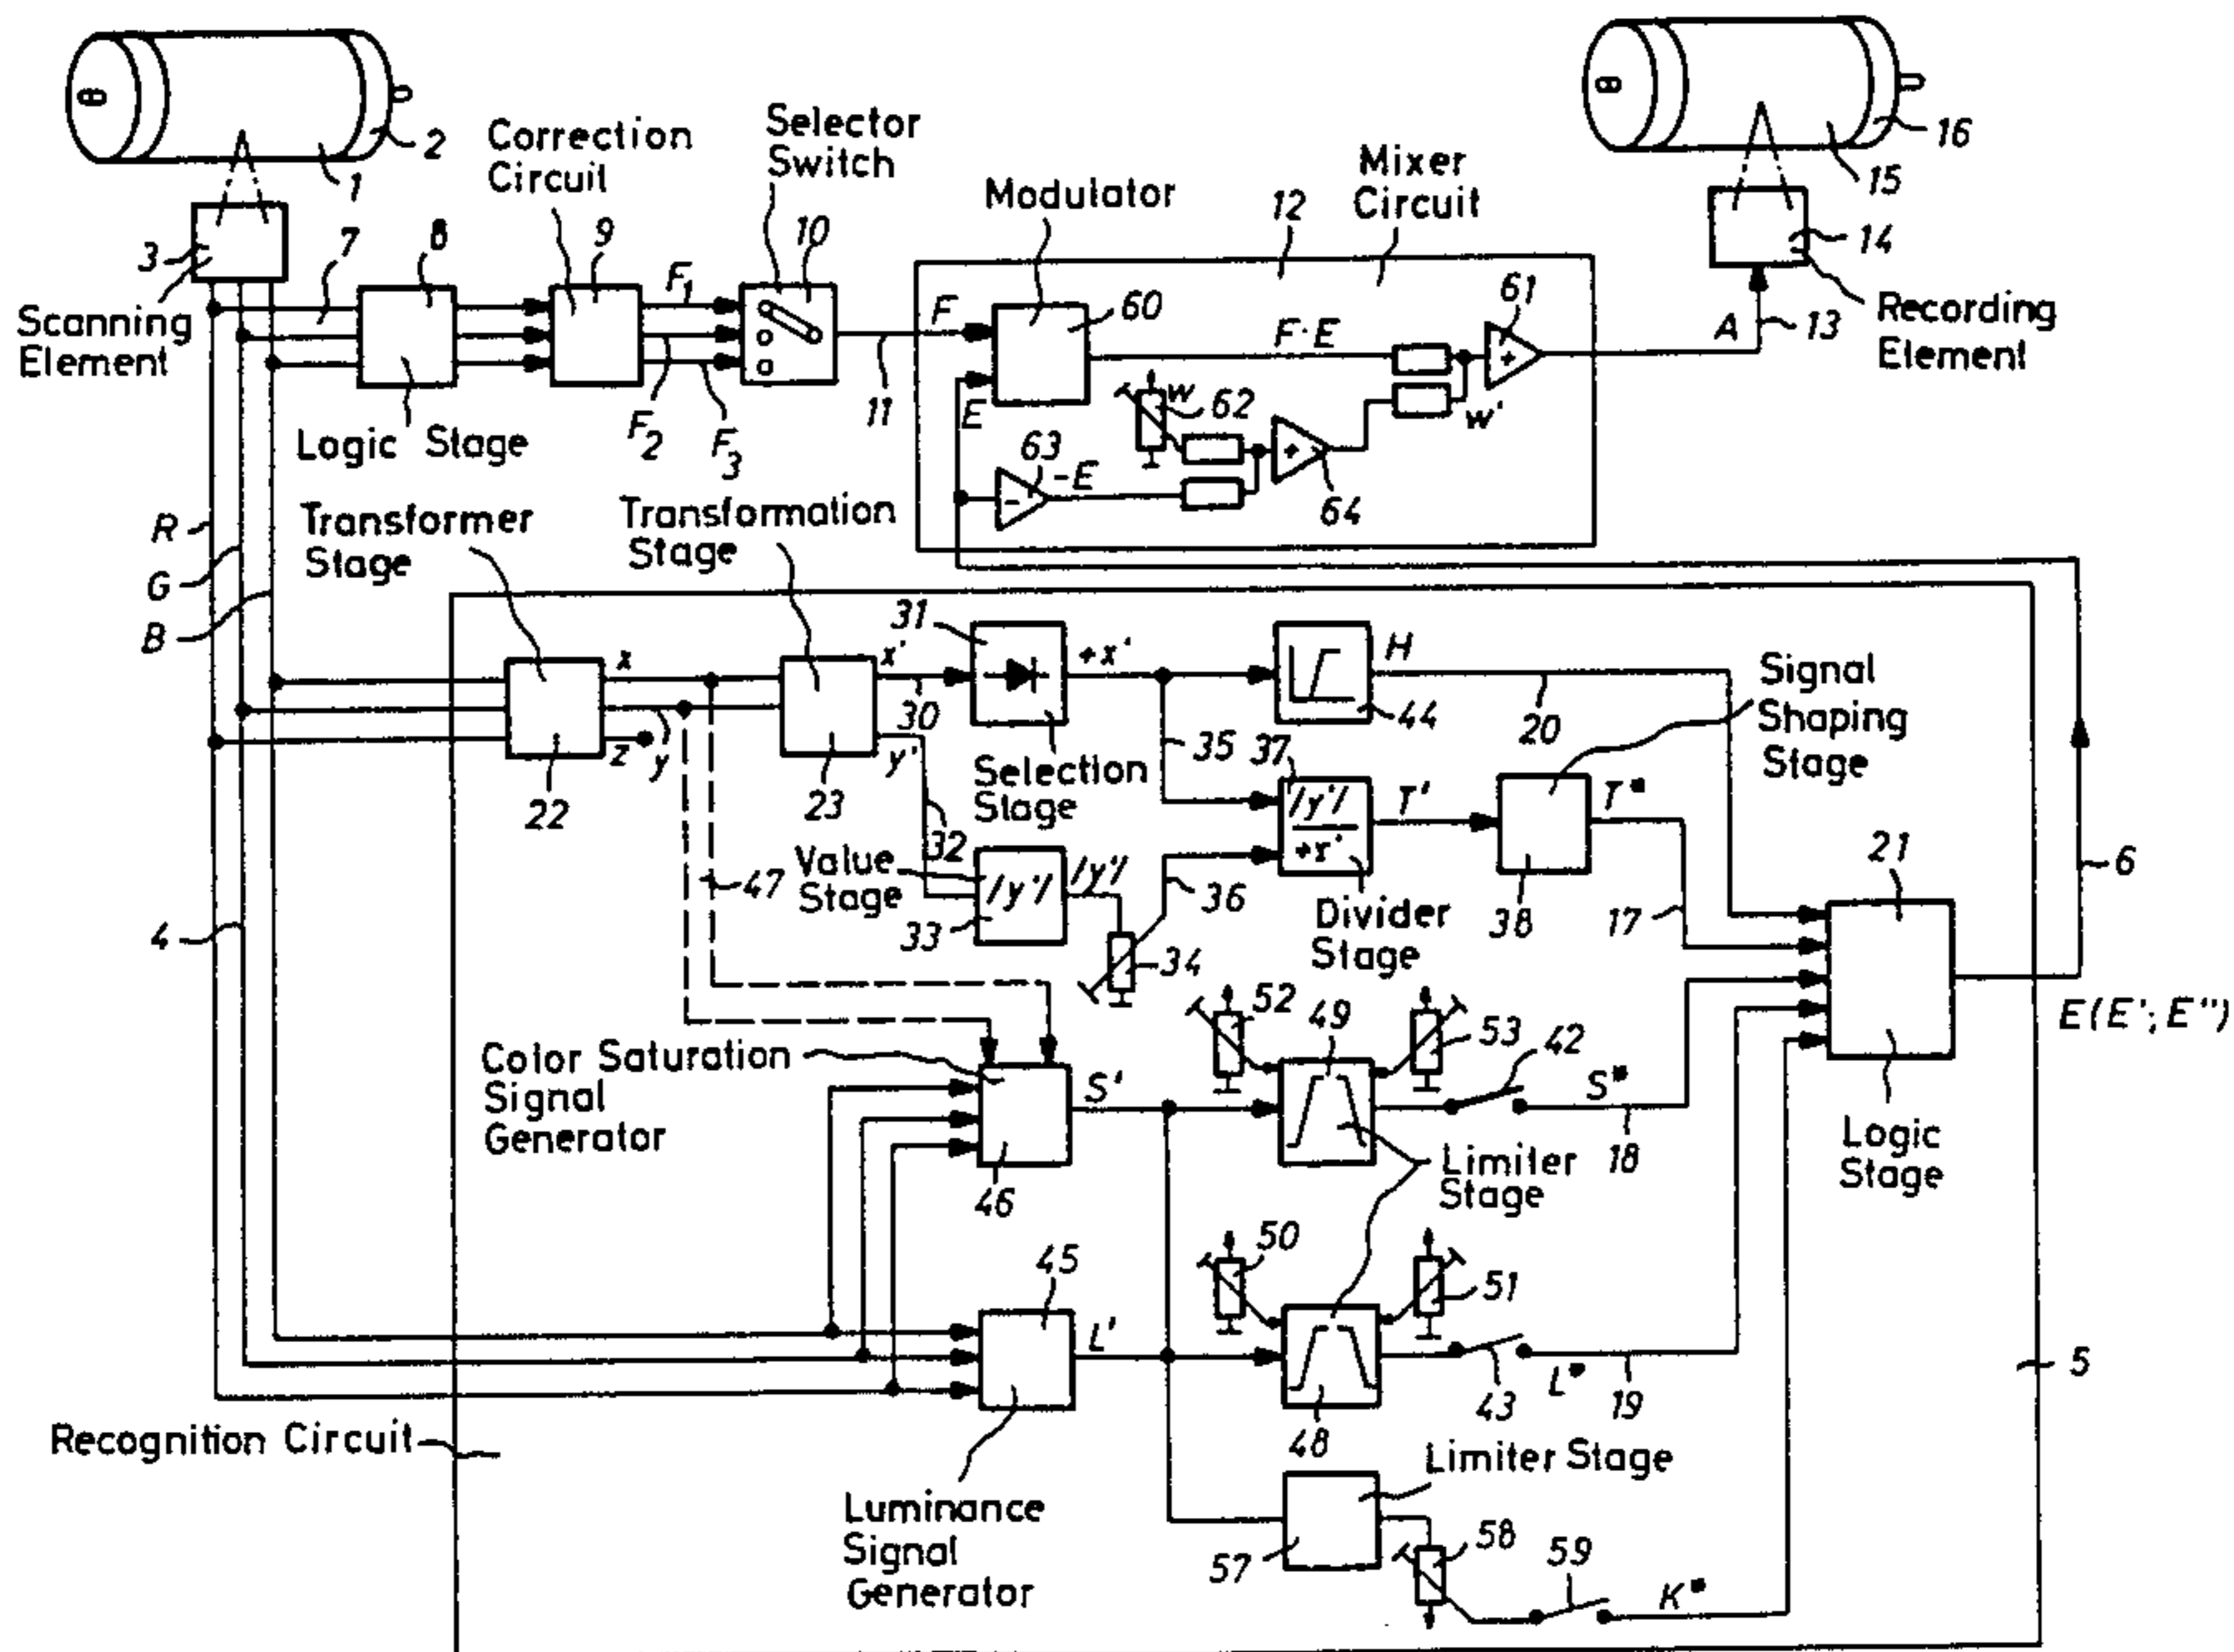 2
1
3
Scanning
Element
7
8
Logic Stage
Correction
Circuit
9
F1
F2
F3
Selector
Switch
10
11
Modulator
12
Mixer
Circuit
F
E
60
F·E
w
62
w'
61
63
-E
64
A
13
14
15
16
Recording
Element
R
G
B
4
Transformer
Stage
x
y
z
22
Transformation
Stage
x'
30
y'
23
31
+x'
Selection
Stage
32
Value
Stage
/y'/
33
/y'/
34
35
36
37
/y'/
+x'
Divider
Stage
44
H
20
T'
38
T*
17
Signal
Shaping
Stage
21
Logic
Stage
6
E(E'; E'')
47
Color Saturation
Signal
Generator
46
S'
52
49
53
42
S*
18
Limiter
Stage
45
L'
50
51
48
43
L*
19
5
Recognition Circuit
Luminance
Signal
Generator
Limiter Stage
57
58
59
K*